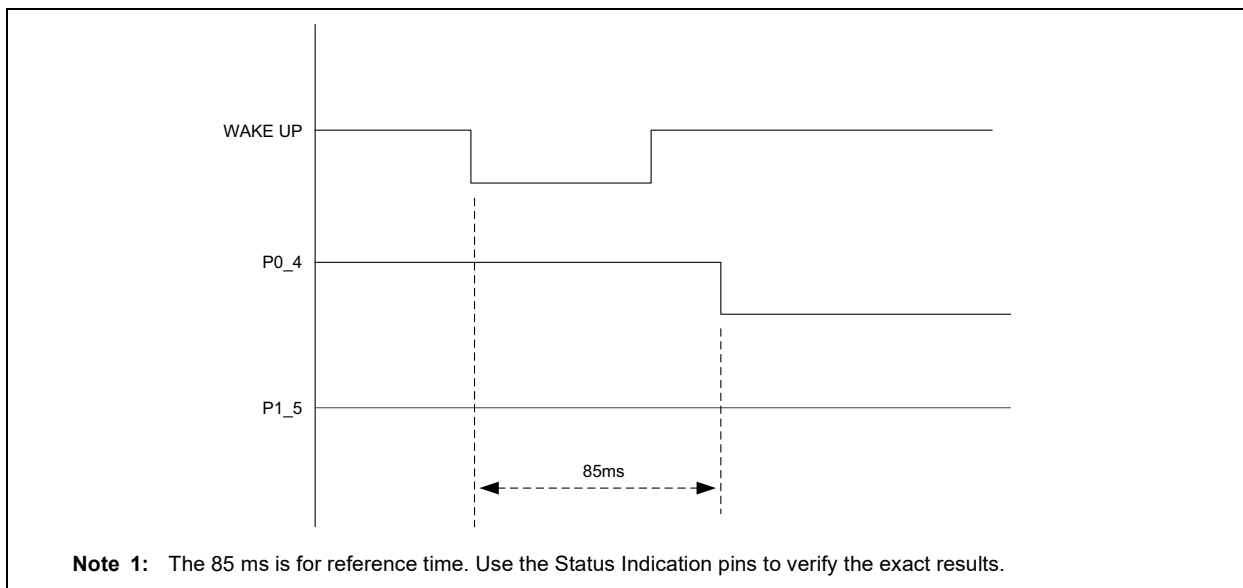 WAKE UP
P0_4
P1_5
85ms
Note 1: The 85 ms is for reference time. Use the Status Indication pins to verify the exact results.